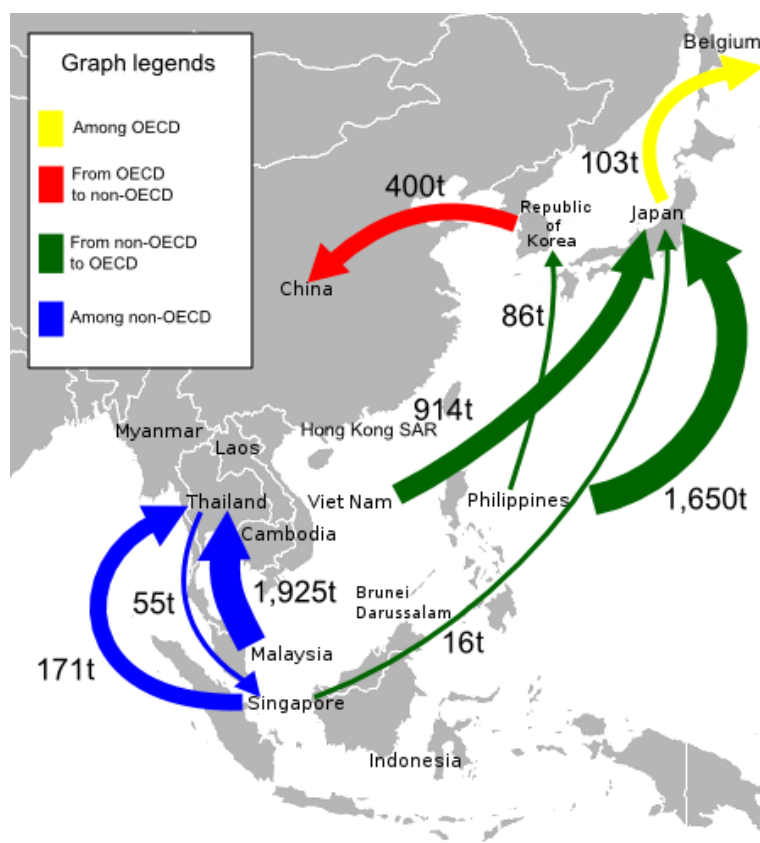 Graph legends
Among OECD
From OECD
to non-OECD
From non-OECD
to OECD
Among non-OECD
Belgium
103t
400t
Republic
of
Korea
Japan
China
86t
914t
Myanmar
Hong Kong SAR
Laos
Thailand
Viet Nam
Philippines
1,650t
Cambodia
55t
1,925t
Brunei
Darussalam
16t
Malaysia
171t
Singapore
Indonesia